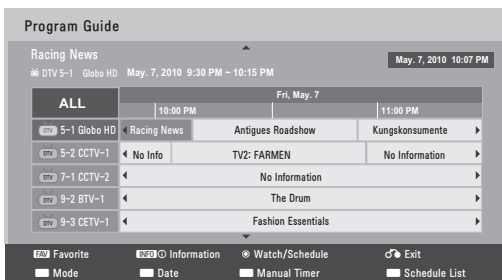 Program Guide
Racing News
DTV 5-1 Globo HD May. 7, 2010 9:30 PM ~ 10:15 PM
May. 7, 2010 10:07 PM
ALL
Fri, May. 7
10:00 PM 11:00 PM
DTV 5-1 Globo HD Racing News Antigues Roadshow Kungskonsumente
DTV 5-2 CCTV-1 No Info TV2: FARMEN No Information
DTV 7-1 CCTV-2 No Information
DTV 9-2 BTV-1 The Drum
DTV 9-3 CETV-1 Fashion Essentials
FAV Favorite INFO Information Watch/Schedule Exit
Mode Date Manual Timer Schedule List